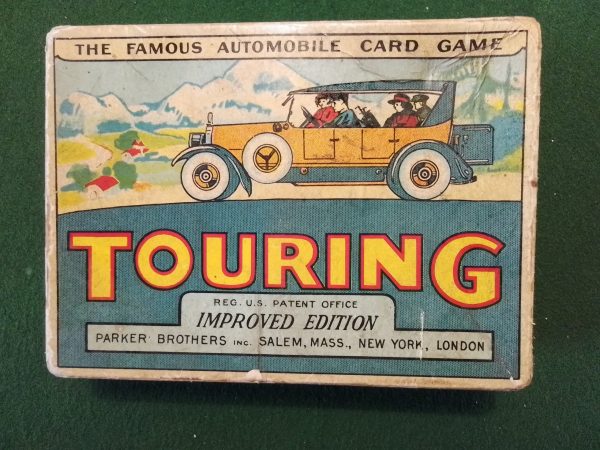 THE FAMOUS AUTOMOBILE CARD GAME
TOURING
REG. U.S. PATENT OFFICE
IMPROVED EDITION
PARKER BROTHERS INC. SALEM, MASS., NEW YORK, LONDON